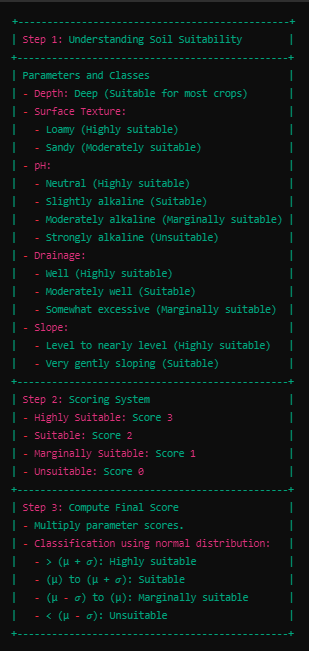 +----------------------------------------------+
| Step 1: Understanding Soil Suitability |
+----------------------------------------------+
| Parameters and Classes |
| - Depth: Deep (Suitable for most crops) |
| - Surface Texture: |
| - Loamy (Highly suitable) |
| - Sandy (Moderately suitable) |
| - pH: |
| - Neutral (Highly suitable) |
| - Slightly alkaline (Suitable) |
| - Moderately alkaline (Marginally suitable) |
| - Strongly alkaline (Unsuitable) |
| - Drainage: |
| - Well (Highly suitable) |
| - Moderately well (Suitable) |
| - Somewhat excessive (Marginally suitable) |
| - Slope: |
| - Level to nearly level (Highly suitable) |
| - Very gently sloping (Suitable) |
+----------------------------------------------+
| Step 2: Scoring System |
| - Highly Suitable: Score 3 |
| - Suitable: Score 2 |
| - Marginally Suitable: Score 1 |
| - Unsuitable: Score 0 |
+----------------------------------------------+
| Step 3: Compute Final Score |
| - Multiply parameter scores. |
| - Classification using normal distribution: |
| - > (μ + σ): Highly suitable |
| - (μ) to (μ + σ): Suitable |
| - (μ - σ) to (μ): Marginally suitable |
| - < (μ - σ): Unsuitable |
+----------------------------------------------+